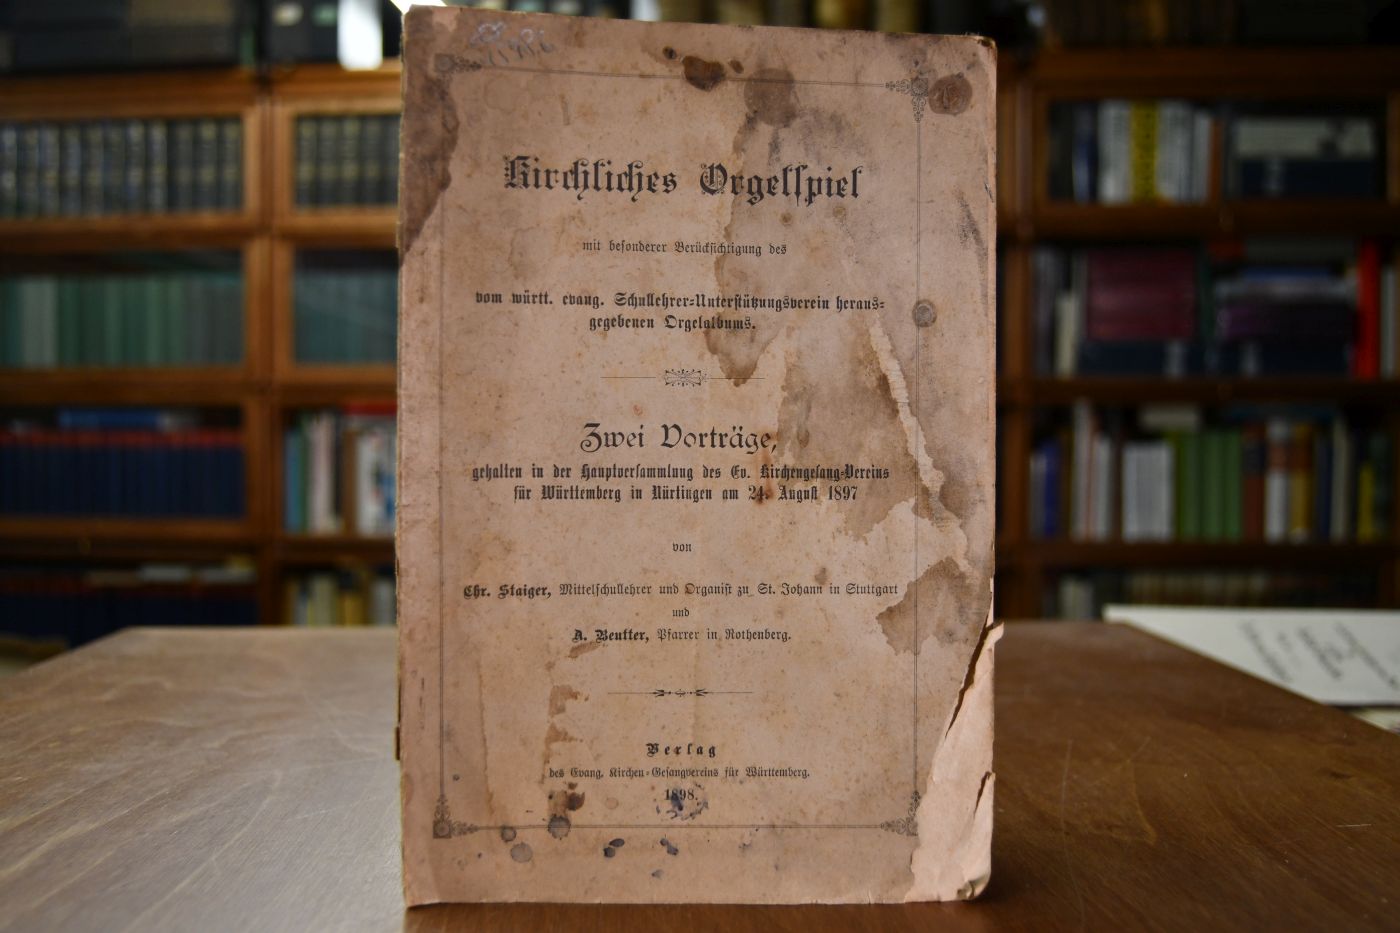 Kirchliches Orgelspiel
mit besonderer Berücksichtigung des
vom württ. evang. Schullehrer-Unterstützungsverein heraus-
gegebenen Orgelalbums.
Zwei Vorträge,
gehalten in der Hauptversammlung des Ev. Kirchengesang-Vereins
für Württemberg in Nürtingen am 24. August 1897
von
Chr. Staiger, Mittelschullehrer und Organist zu St. Johann in Stuttgart
und
A. Beutter, Pfarrer in Rothenberg.
Verlag
des Evang. Kirchen-Gesangvereins für Württemberg.
1898.